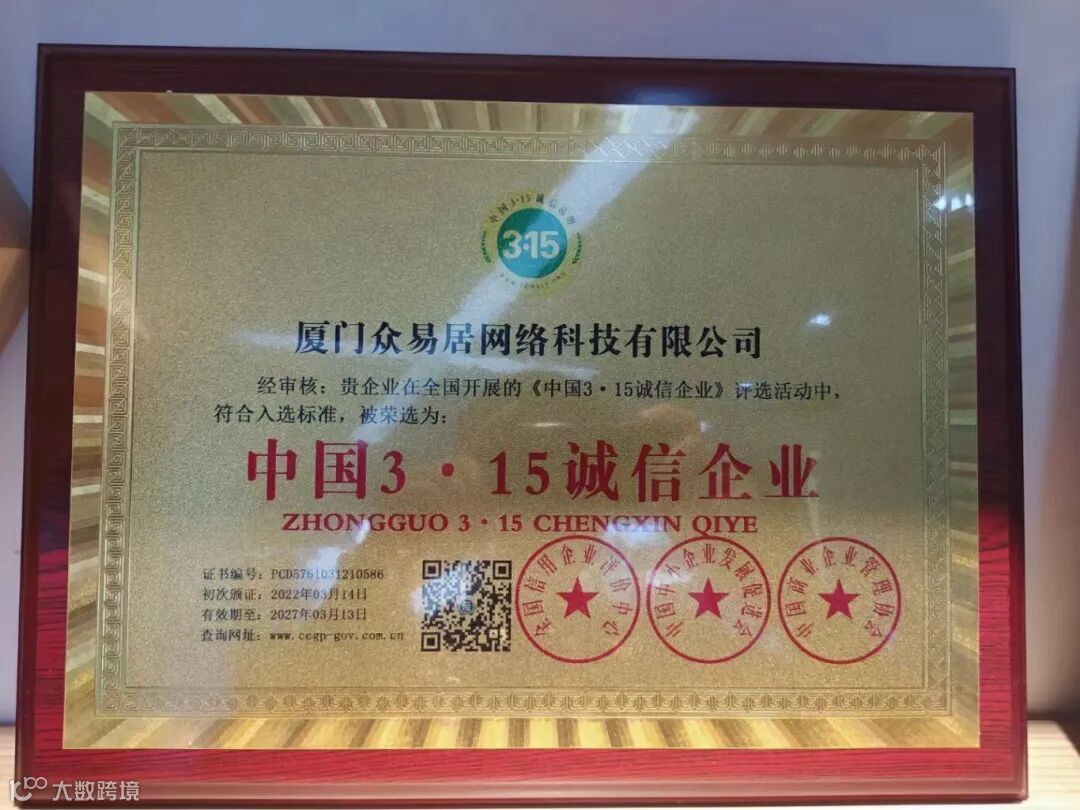 中国3·15诚信品牌
3·15
厦门众易居网络科技有限公司
经审核：贵企业在全国开展的《中国3·15诚信企业》评选活动中，
符合入选标准，被荣选为：
中国3·15诚信企业
ZHONGGUO 3·15 CHENGXIN QIYE
证书编号：PCD5761031210586
初次颁证：2022年03月14日
有效期至：2027年03月13日
查询网址：www.ccgp-gov.com.cn
全国信用企业评价中心
中国中小企业发展促进会
中国商业企业管理协会
大数跨境